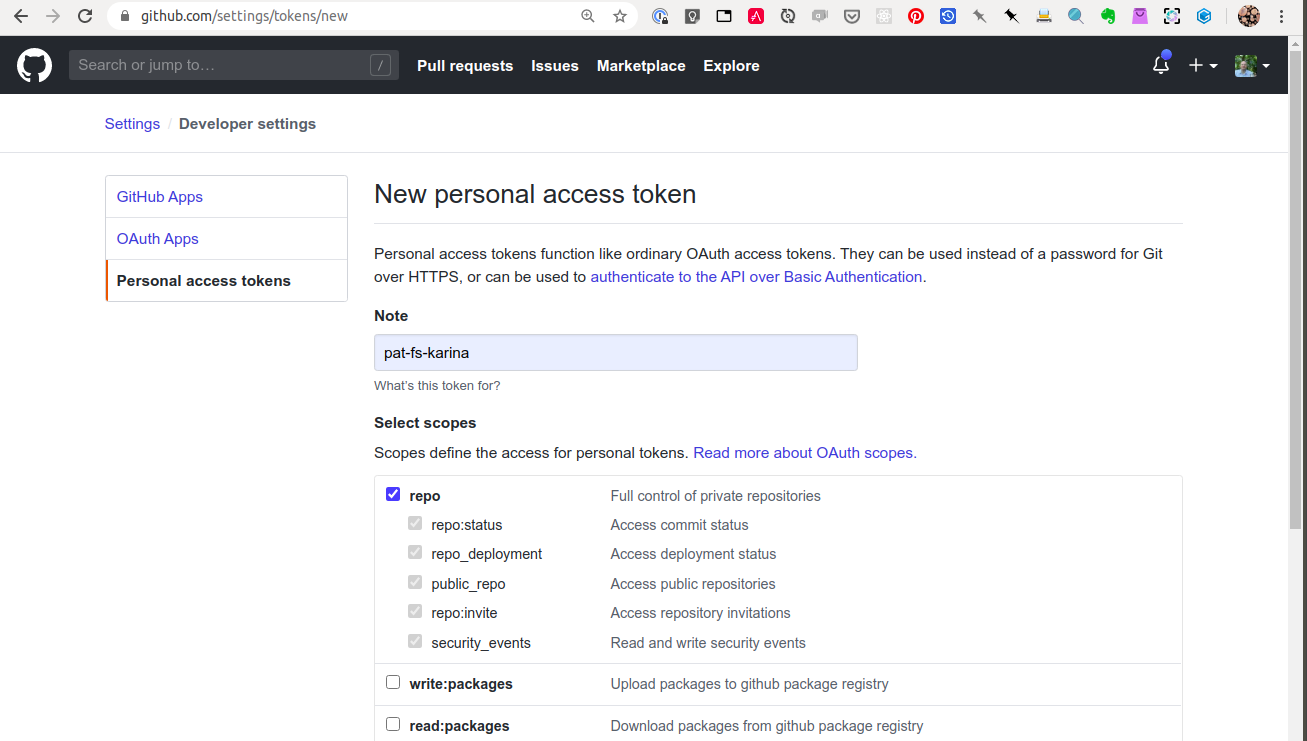 github.com/settings/tokens/new
Search or jump to…
/
Pull requests
Issues
Marketplace
Explore
Settings / Developer settings
GitHub Apps
OAuth Apps
Personal access tokens
New personal access token
Personal access tokens function like ordinary OAuth access tokens. They can be used instead of a password for Git
over HTTPS, or can be used to authenticate to the API over Basic Authentication.
Note
pat-fs-karina
What's this token for?
Select scopes
Scopes define the access for personal tokens. Read more about OAuth scopes.
repo Full control of private repositories
repo:status Access commit status
repo_deployment Access deployment status
public_repo Access public repositories
repo:invite Access repository invitations
security_events Read and write security events
write:packages Upload packages to github package registry
read:packages Download packages from github package registry